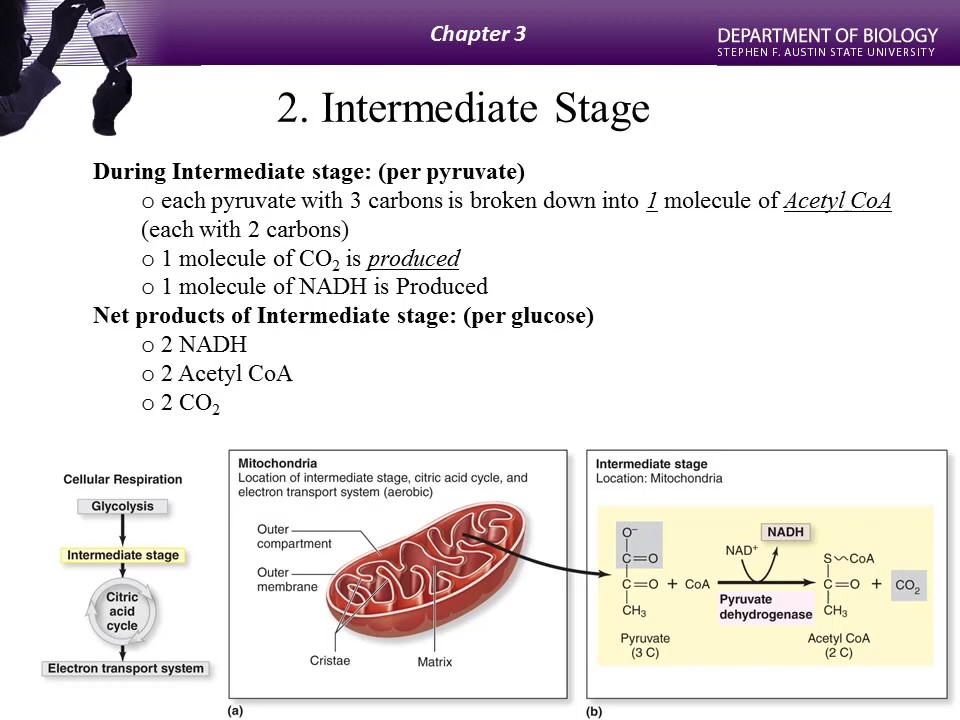 Chapter 3
DEPARTMENT OF BIOLOGY
STEPHEN F. AUSTIN STATE UNIVERSITY
2. Intermediate Stage
During Intermediate stage: (per pyruvate)
o each pyruvate with 3 carbons is broken down into 1 molecule of Acetyl CoA
(each with 2 carbons)
o 1 molecule of CO₂ is produced
o 1 molecule of NADH is Produced
Net products of Intermediate stage: (per glucose)
o 2 NADH
o 2 Acetyl CoA
o 2 CO₂
Cellular Respiration
Glycolysis
Intermediate stage
Citric
acid
cycle
Electron transport system
Mitochondria
Location of intermediate stage, citric acid cycle, and
electron transport system (aerobic)
Outer
compartment
Outer
membrane
Cristae
Matrix
(a)
Intermediate stage
Location: Mitochondria
O⁻
C=O
C=O + CoA
CH₃
Pyruvate
(3 C)
NAD⁺
NADH
Pyruvate
dehydrogenase
S~CoA
C=O + CO₂
CH₃
Acetyl CoA
(2 C)
(b)